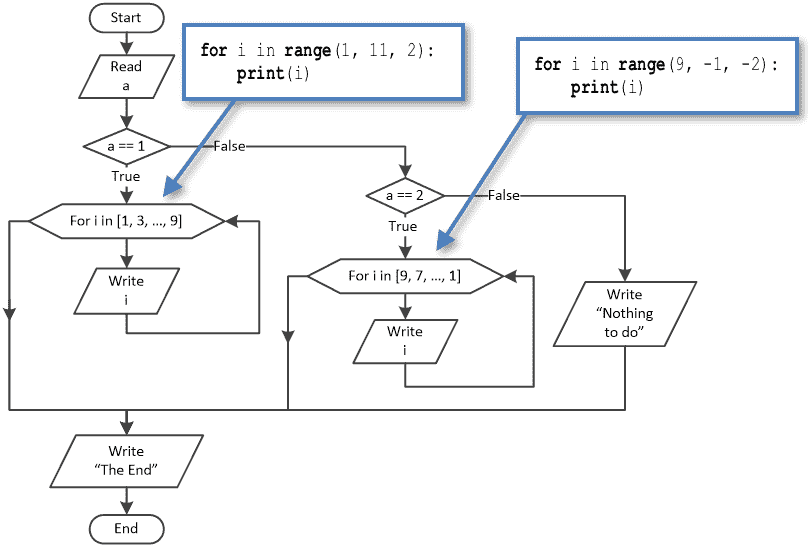 Start
for i in range(1, 11, 2):
    print(i)
for i in range(9, -1, -2):
    print(i)
Read
a
a == 1
False
True
a == 2
False
True
For i in [1, 3, ..., 9]
Write
i
For i in [9, 7, ..., 1]
Write
i
Write
“Nothing
to do”
Write
“The End”
End